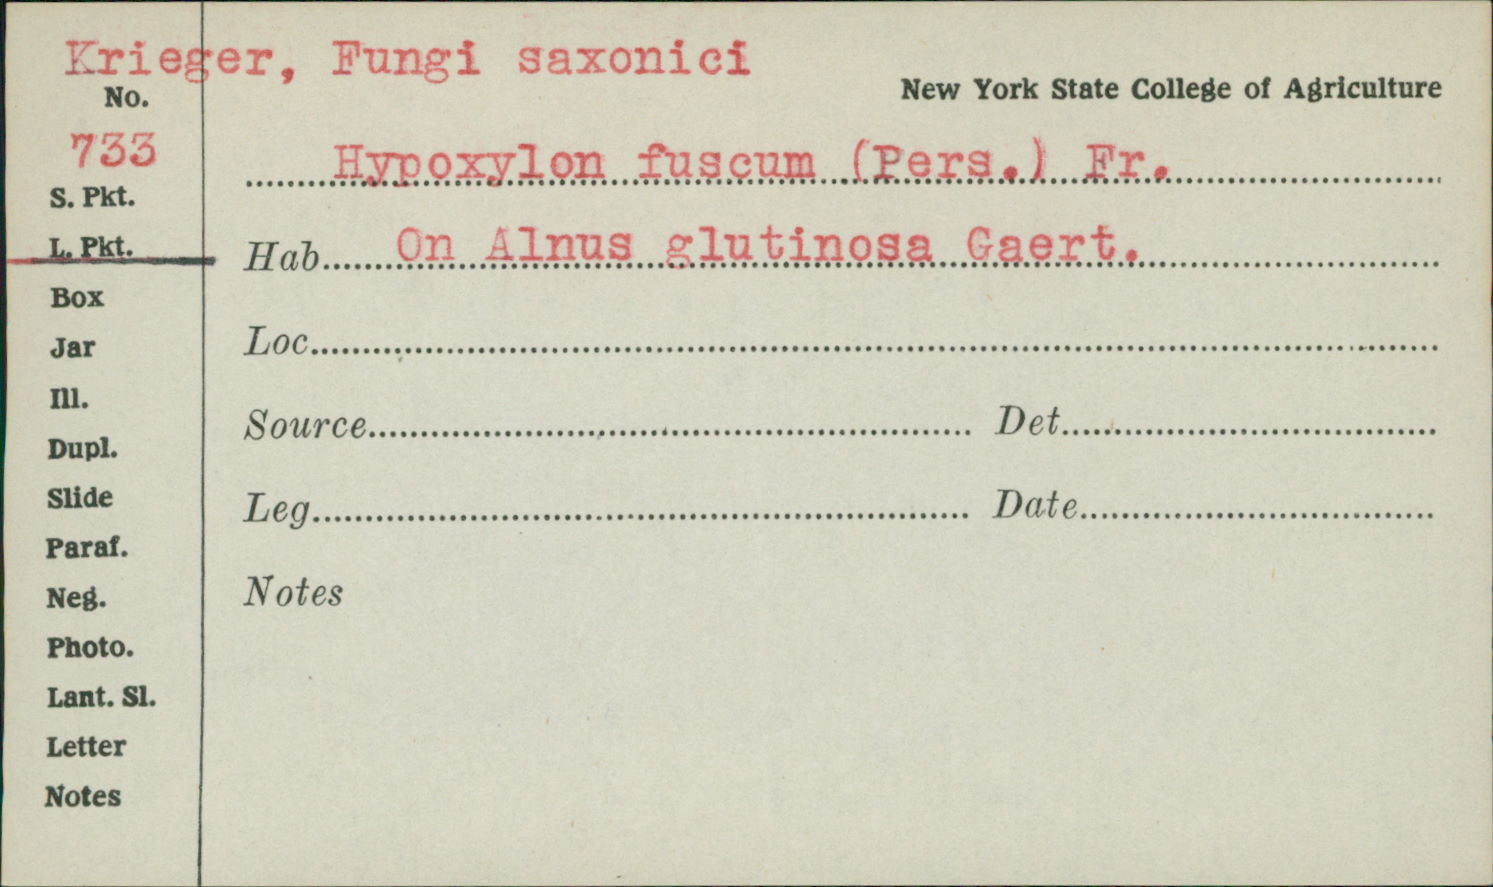 Krieger, Fungi saxonici
New York State College of Agriculture
No.
733
Hypoxylon fuscum (Pers.) Fr.
S. Pkt.
L. Pkt.
Hab. On Alnus glutinosa Gaert.
Box
Jar
Loc.
Ill.
Dupl.
Source Det.
Slide
Leg. Date
Paraf.
Neg.
Notes
Photo.
Lant. Sl.
Letter
Notes